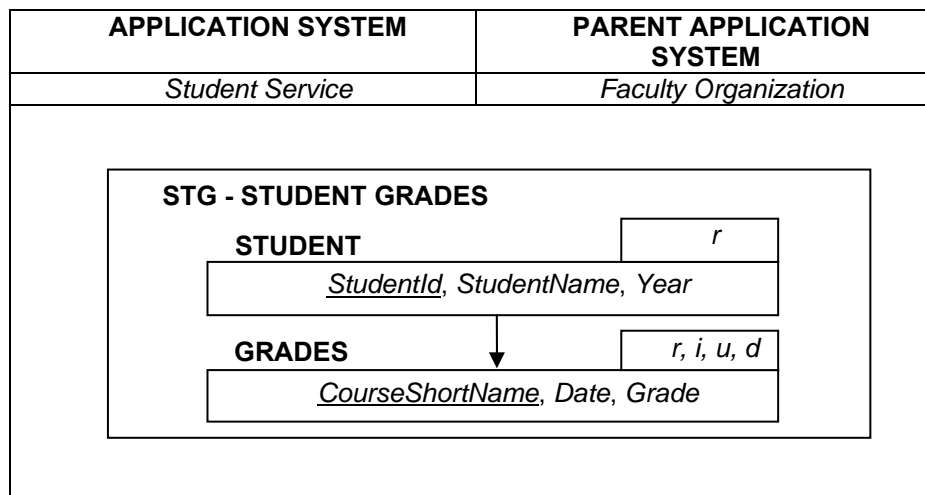 APPLICATION SYSTEM
PARENT APPLICATION
SYSTEM
Student Service
Faculty Organization
STG - STUDENT GRADES
STUDENT
r
StudentId, StudentName, Year
GRADES
r, i, u, d
CourseShortName, Date, Grade